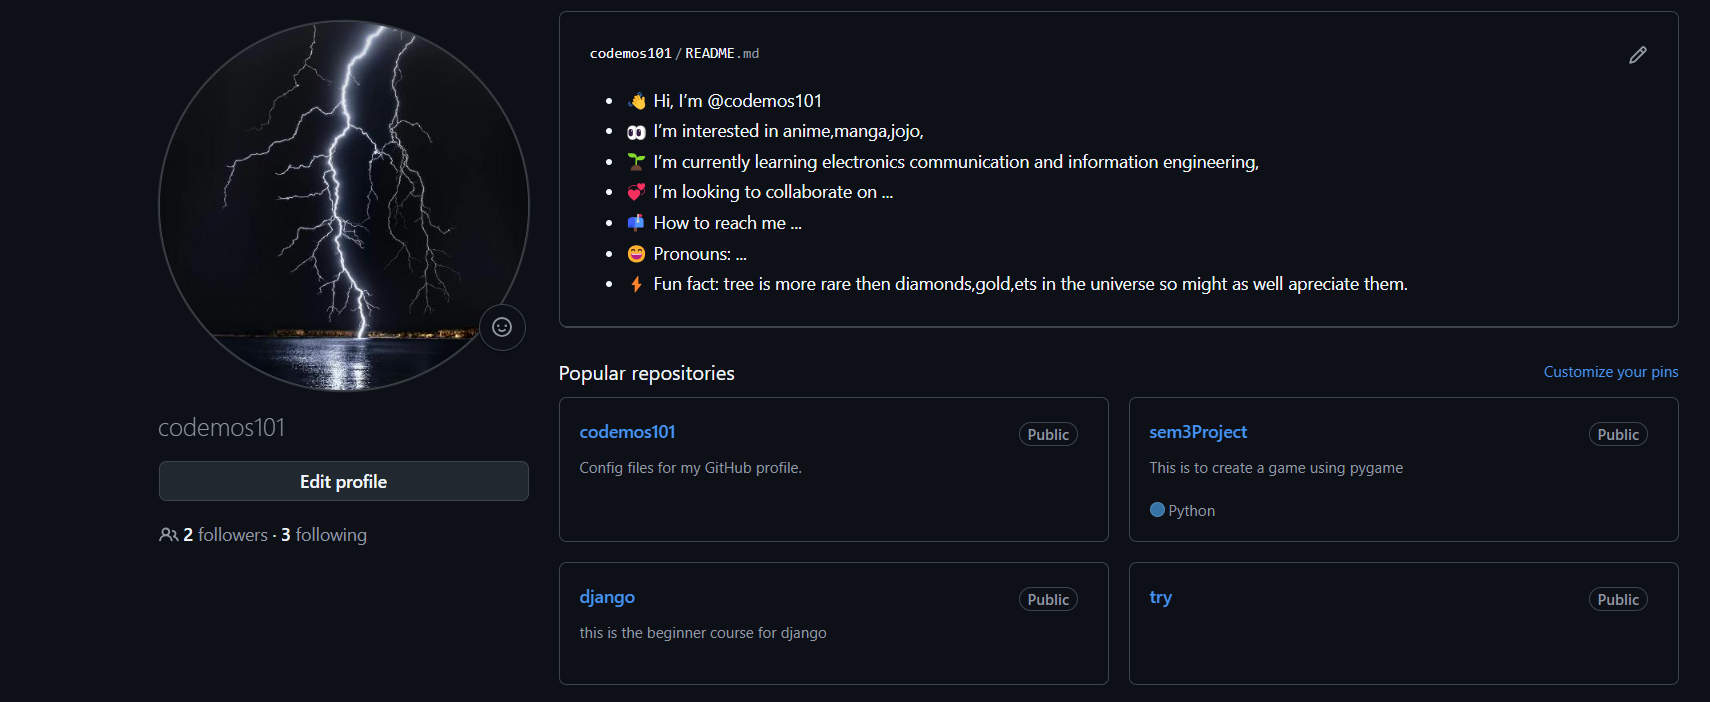 codemos101/README.md
👋 Hi, I’m @codemos101
👀 I’m interested in anime,manga,jojo,
🌱 I’m currently learning electronics communication and information engineering,
💞️ I’m looking to collaborate on ...
📫 How to reach me ...
😄 Pronouns: ...
⚡ Fun fact: tree is more rare then diamonds,gold,ets in the universe so might as well apreciate them.
codemos101
Edit profile
2 followers · 3 following
Popular repositories
Customize your pins
codemos101 Public
Config files for my GitHub profile.
sem3Project Public
This is to create a game using pygame
Python
django Public
this is the beginner course for django
try Public